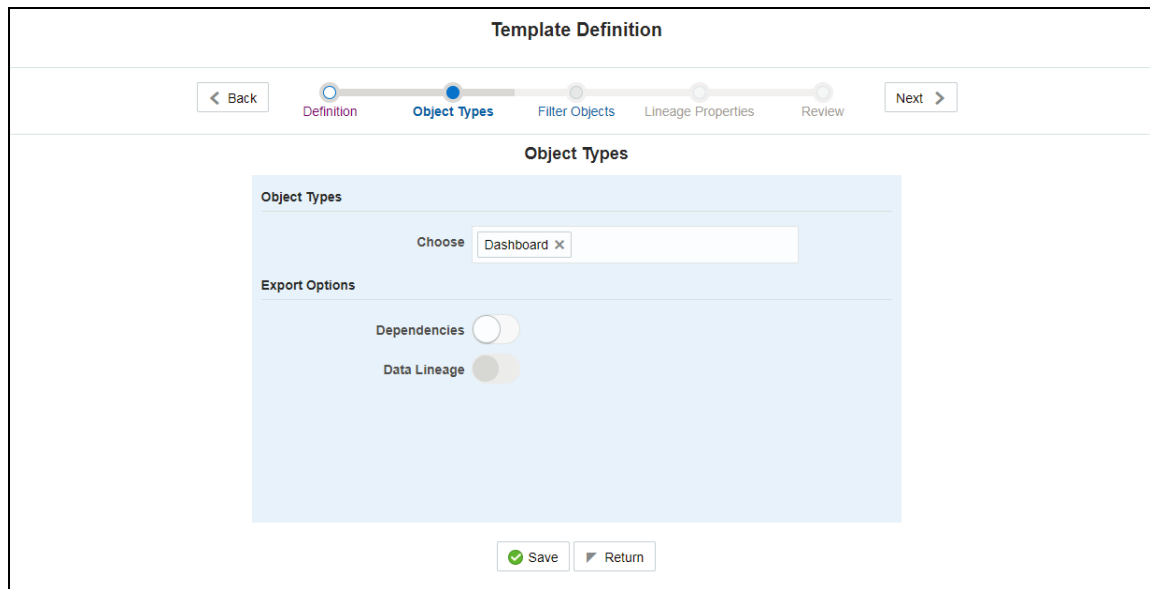 Template Definition
Back
Next
Definition
Object Types
Filter Objects
Lineage Properties
Review
Object Types
Object Types
Choose
Dashboard
Export Options
Dependencies
Data Lineage
Save
Return